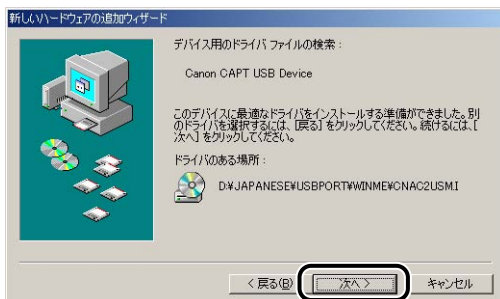 新しいハードウェアの追加ウィザード
デバイス用のドライバ ファイルの検索 :
Canon CAPT USB Device
このデバイスに最適なドライバをインストールする準備ができました。別
のドライバを選択するには、[戻る] をクリックしてください。続けるには、[
次へ] をクリックしてください。
ドライバのある場所 :
D:¥JAPANESE¥USBPORT¥WINME¥CNAC2USM.I
< 戻る(B)
次へ >
キャンセル